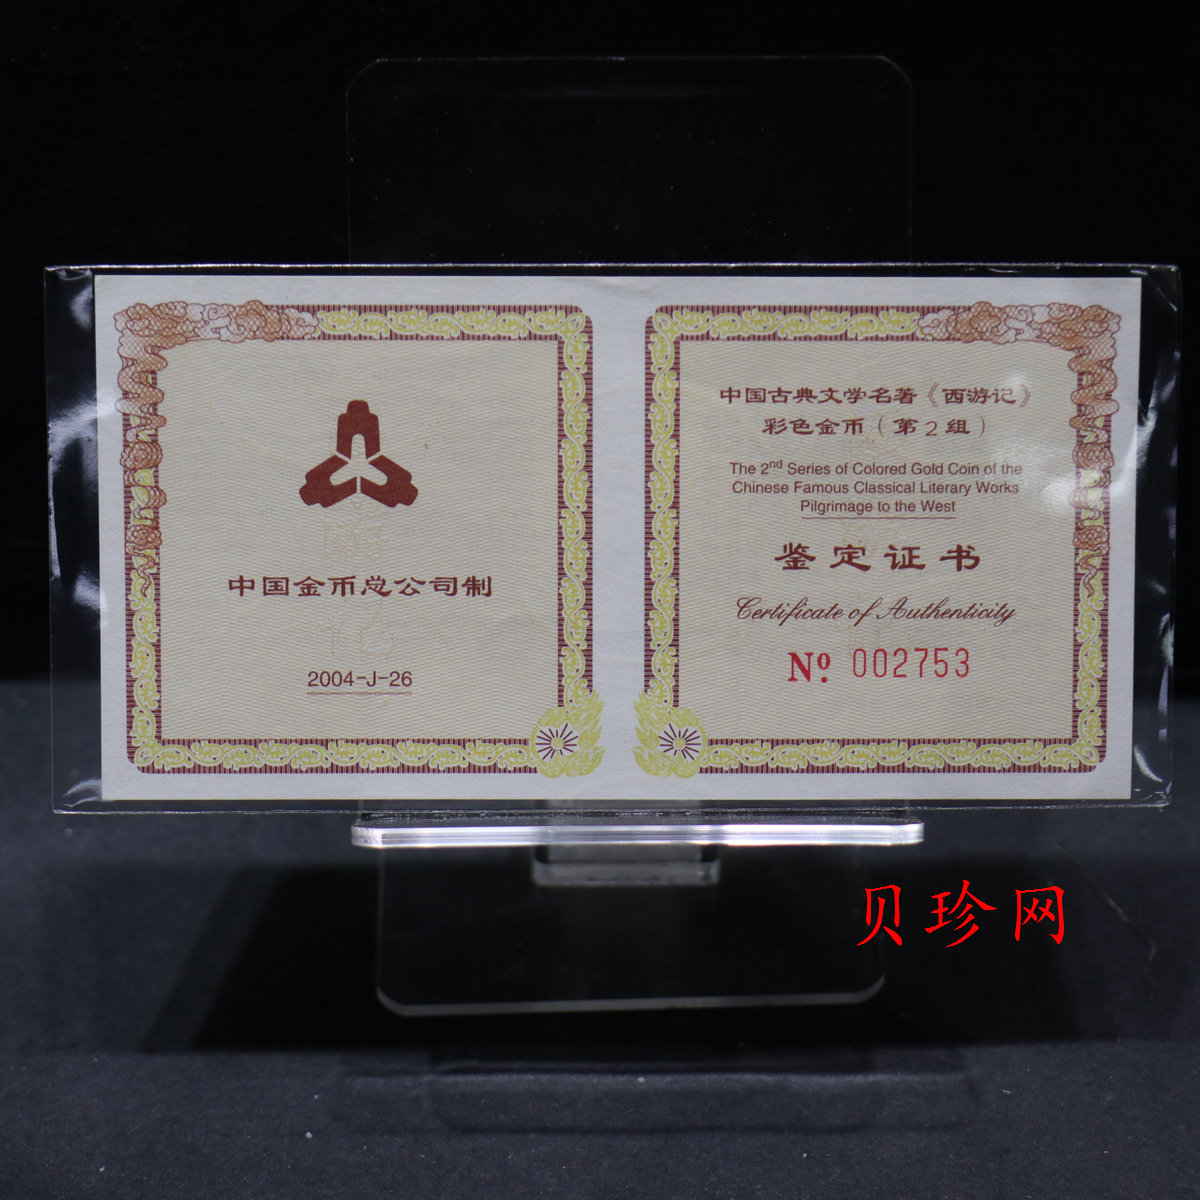 中国金币总公司制
2004-J-26
中国古典文学名著《西游记》
彩色金币（第2组）
The 2nd Series of Colored Gold Coin of the
Chinese Famous Classical Literary Works
Pilgrimage to the West
鉴定证书
Certificate of Authenticity
Nº 002753
贝珍网